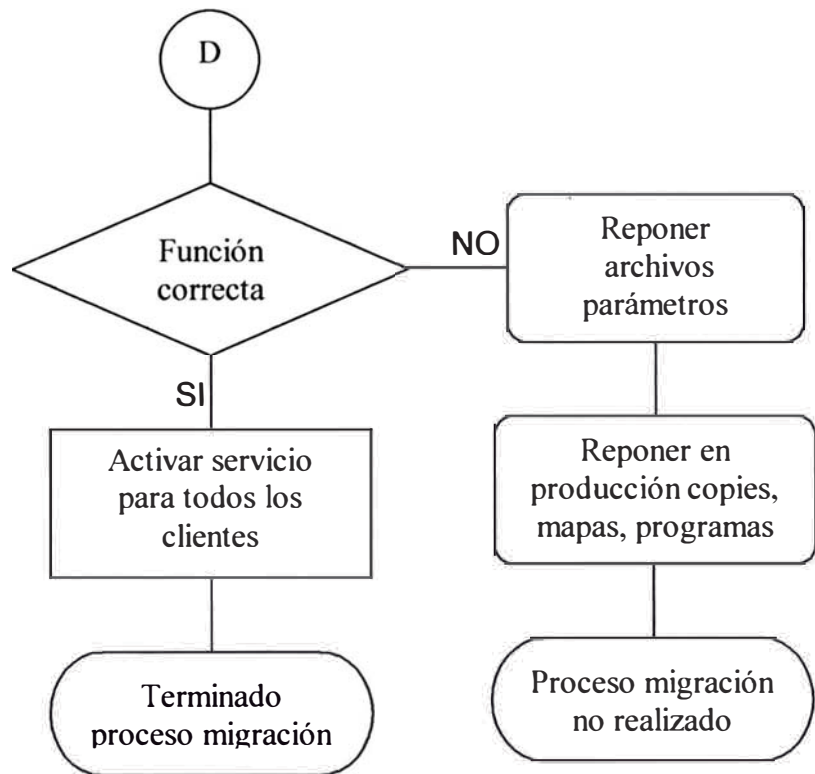 D
Función
correcta
NO
Reponer
archivos
parámetros
SI
Activar servicio
para todos los
clientes
Reponer en
producción copies,
mapas, programas
Terminado
proceso migración
Proceso migración
no realizado